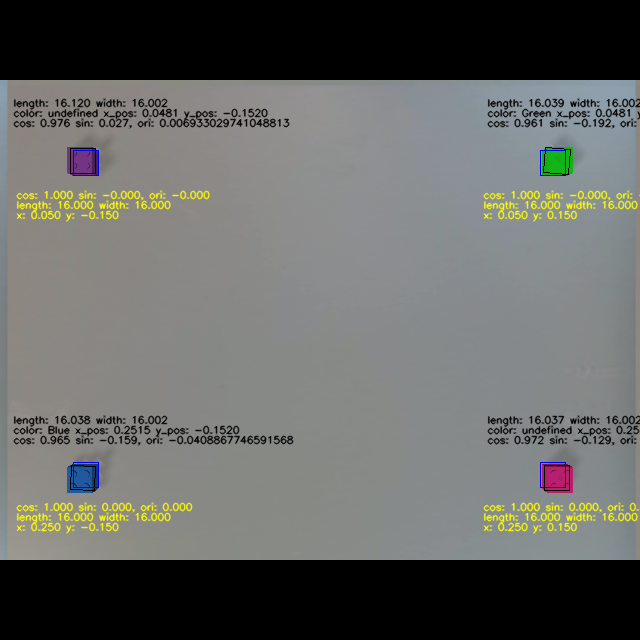 length: 16.120 width: 16.002
color: undefined x_pos: 0.0481 y_pos: -0.1520
cos: 0.976 sin: 0.027, ori: 0.006933029741048813
length: 16.039 width: 16.002
color: Green x_pos: 0.0481 y
cos: 0.961 sin: -0.192, ori:
cos: 1.000 sin: -0.000, ori: -0.000
length: 16.000 width: 16.000
x: 0.050 y: -0.150
cos: 1.000 sin: -0.000, ori: -
length: 16.000 width: 16.000
x: 0.050 y: 0.150
length: 16.038 width: 16.002
color: Blue x_pos: 0.2515 y_pos: -0.1520
cos: 0.965 sin: -0.159, ori: -0.0408867746591568
length: 16.037 width: 16.002
color: undefined x_pos: 0.25
cos: 0.972 sin: -0.129, ori:
cos: 1.000 sin: 0.000, ori: 0.000
length: 16.000 width: 16.000
x: 0.250 y: -0.150
cos: 1.000 sin: 0.000, ori: 0.
length: 16.000 width: 16.000
x: 0.250 y: 0.150